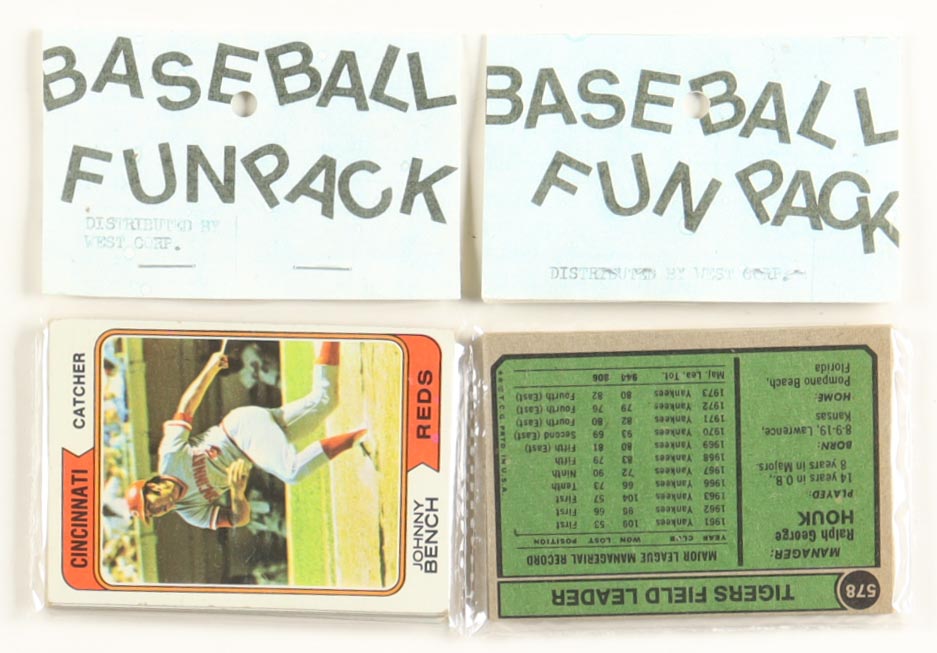 BASEBALL
FUN PACK
DISTRIBUTED BY
WEST CORP.
BASEBALL
FUN PACK
DISTRIBUTED BY WEST CORP.
CINCINNATI
CATCHER
REDS
JOHNNY
BENCH
578
TIGERS FIELD LEADER
MANAGER:
Ralph George
HOUK
PLAYED:
14 years in O.B.
8 years in Majors.
BORN:
8-9-19, Lawrence,
Kansas
HOME:
Pompano Beach,
Florida
MAJOR LEAGUE MANAGERIAL RECORD
YEAR CLUB WON LOST POSITION
1961 Yankees 109 53 First
1962 Yankees 96 66 First
1963 Yankees 104 57 First
1966 Yankees 66 73 Tenth
1967 Yankees 72 90 Ninth
1968 Yankees 83 79 Fifth
1969 Yankees 80 81 Fifth
1970 Yankees 93 69 Second (East)
1971 Yankees 82 80 Fourth (East)
1972 Yankees 79 76 Fourth (East)
1973 Yankees 80 82 Fourth (East)
Maj. Lea. Tot. 944 806